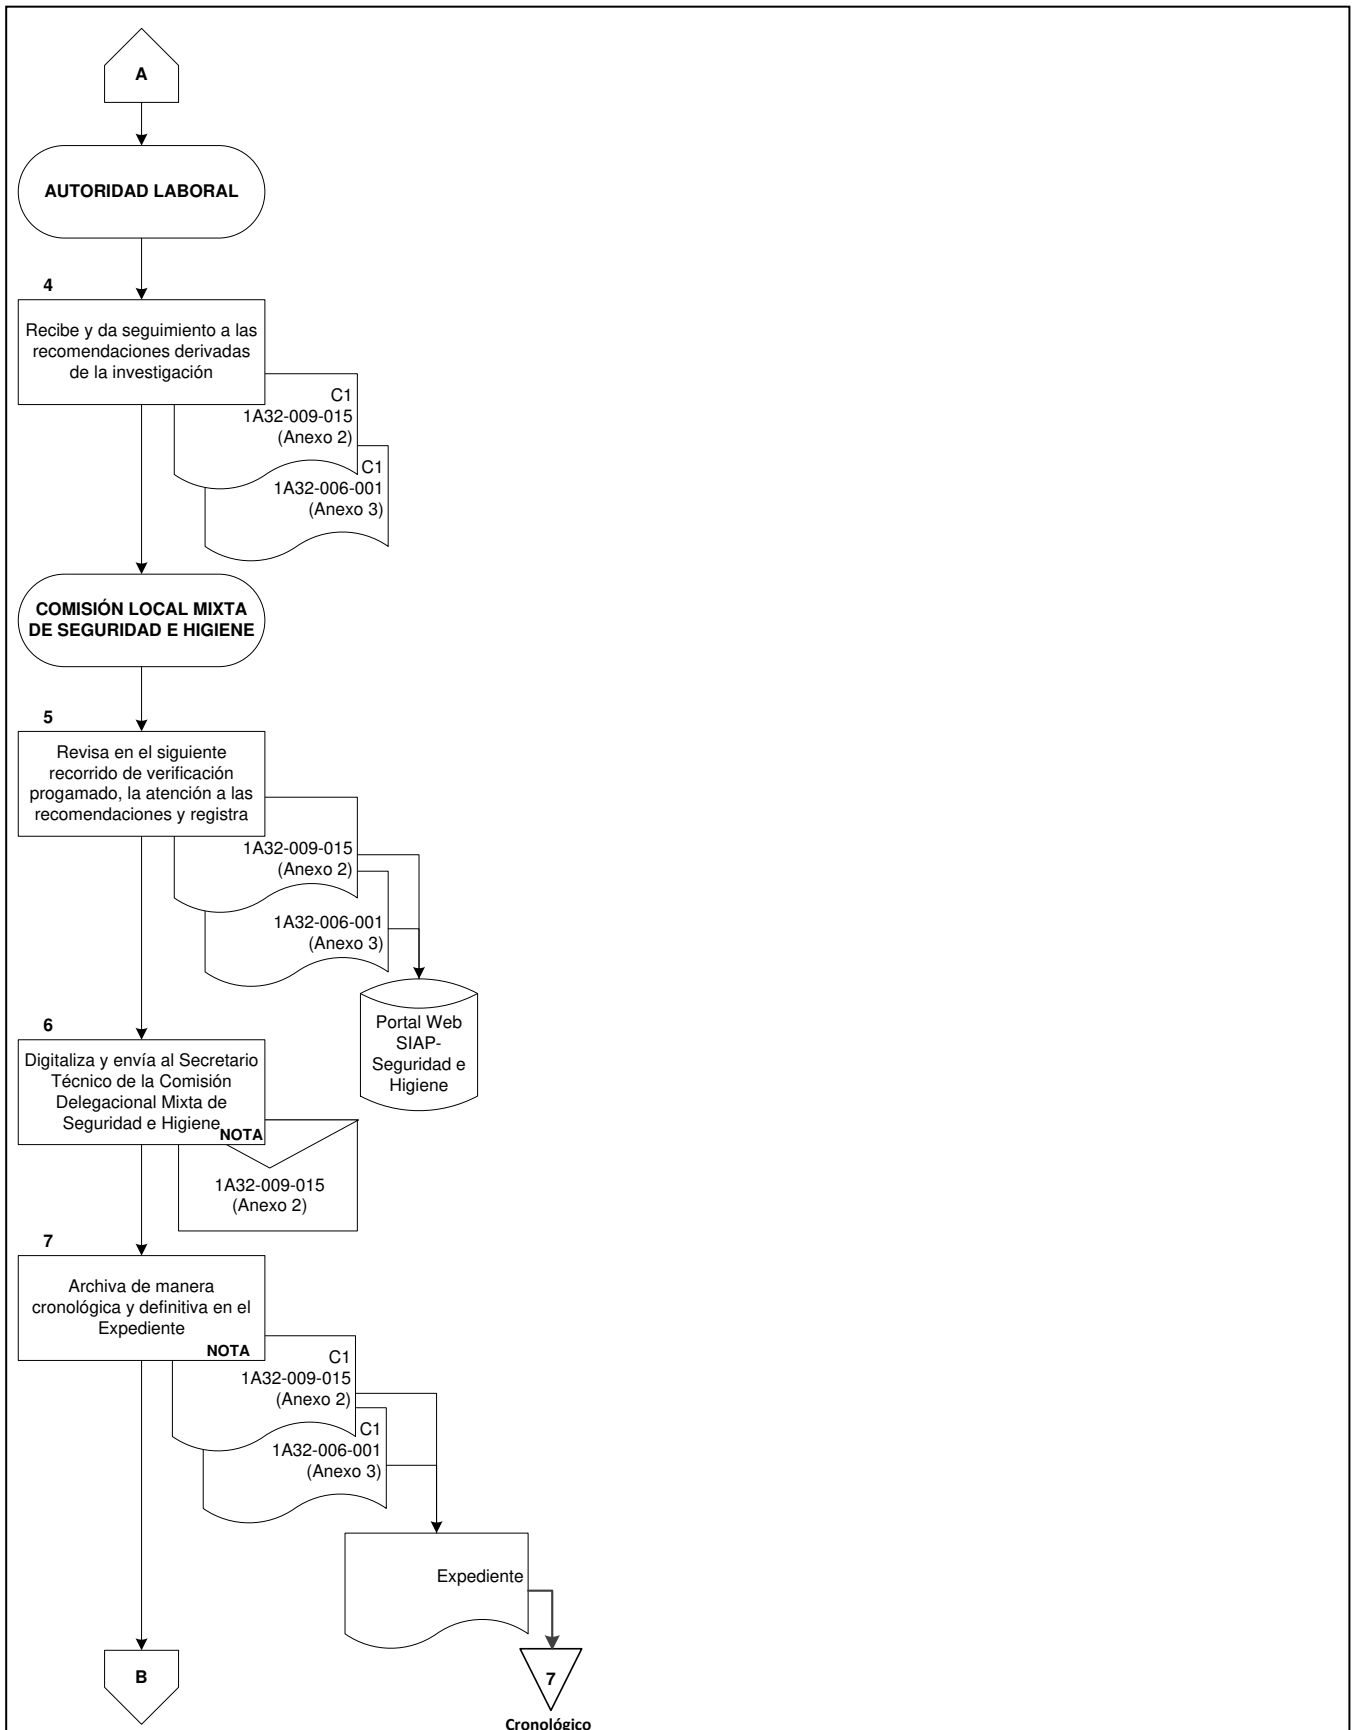 A
AUTORIDAD LABORAL
4
Recibe y da seguimiento a las
recomendaciones derivadas
de la investigación
C1
1A32-009-015
(Anexo 2)
C1
1A32-006-001
(Anexo 3)
COMISIÓN LOCAL MIXTA
DE SEGURIDAD E HIGIENE
5
Revisa en el siguiente
recorrido de verificación
progamado, la atención a las
recomendaciones y registra
1A32-009-015
(Anexo 2)
1A32-006-001
(Anexo 3)
Portal Web
SIAP-
Seguridad e
Higiene
6
Digitaliza y envía al Secretario
Técnico de la Comisión
Delegacional Mixta de
Seguridad e Higiene
NOTA
1A32-009-015
(Anexo 2)
7
Archiva de manera
cronológica y definitiva en el
Expediente
NOTA
C1
1A32-009-015
(Anexo 2)
C1
1A32-006-001
(Anexo 3)
Expediente
B
7
Cronológico